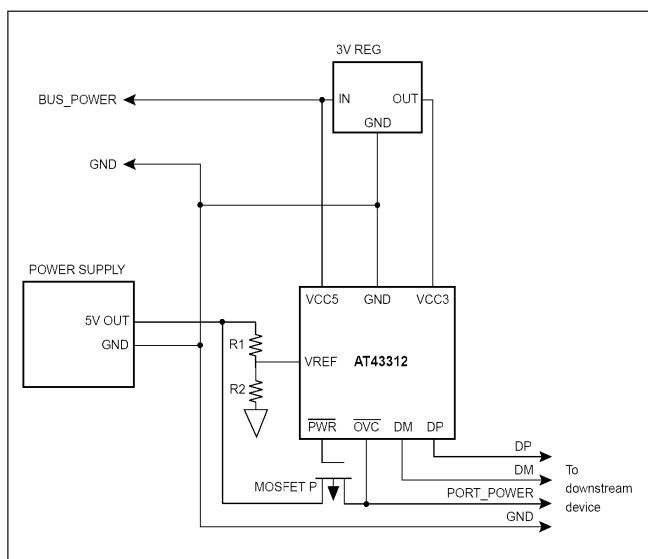 3V REG
BUS_POWER
IN
OUT
GND
GND
POWER SUPPLY
5V OUT
GND
VCC5
GND
VCC3
R1
VREF
AT43312
R2
PWR
OVC
DM
DP
MOSFET P
DP
DM
PORT_POWER
GND
To
downstream
device